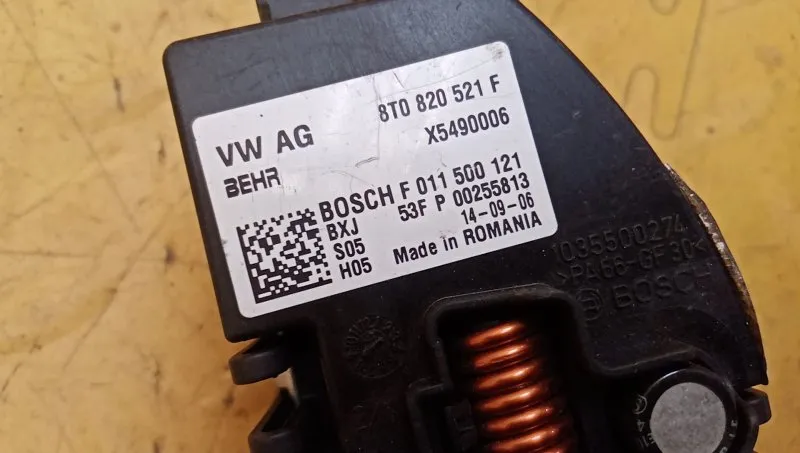 8T0 820 521 F
VW AG
X5490006
BEHR
BOSCH F 011 500 121
BXJ 53F P 00255813
S05 14-09-06
H05 Made in ROMANIA
1Q35500274
>PA66-GF30<
BOSCH